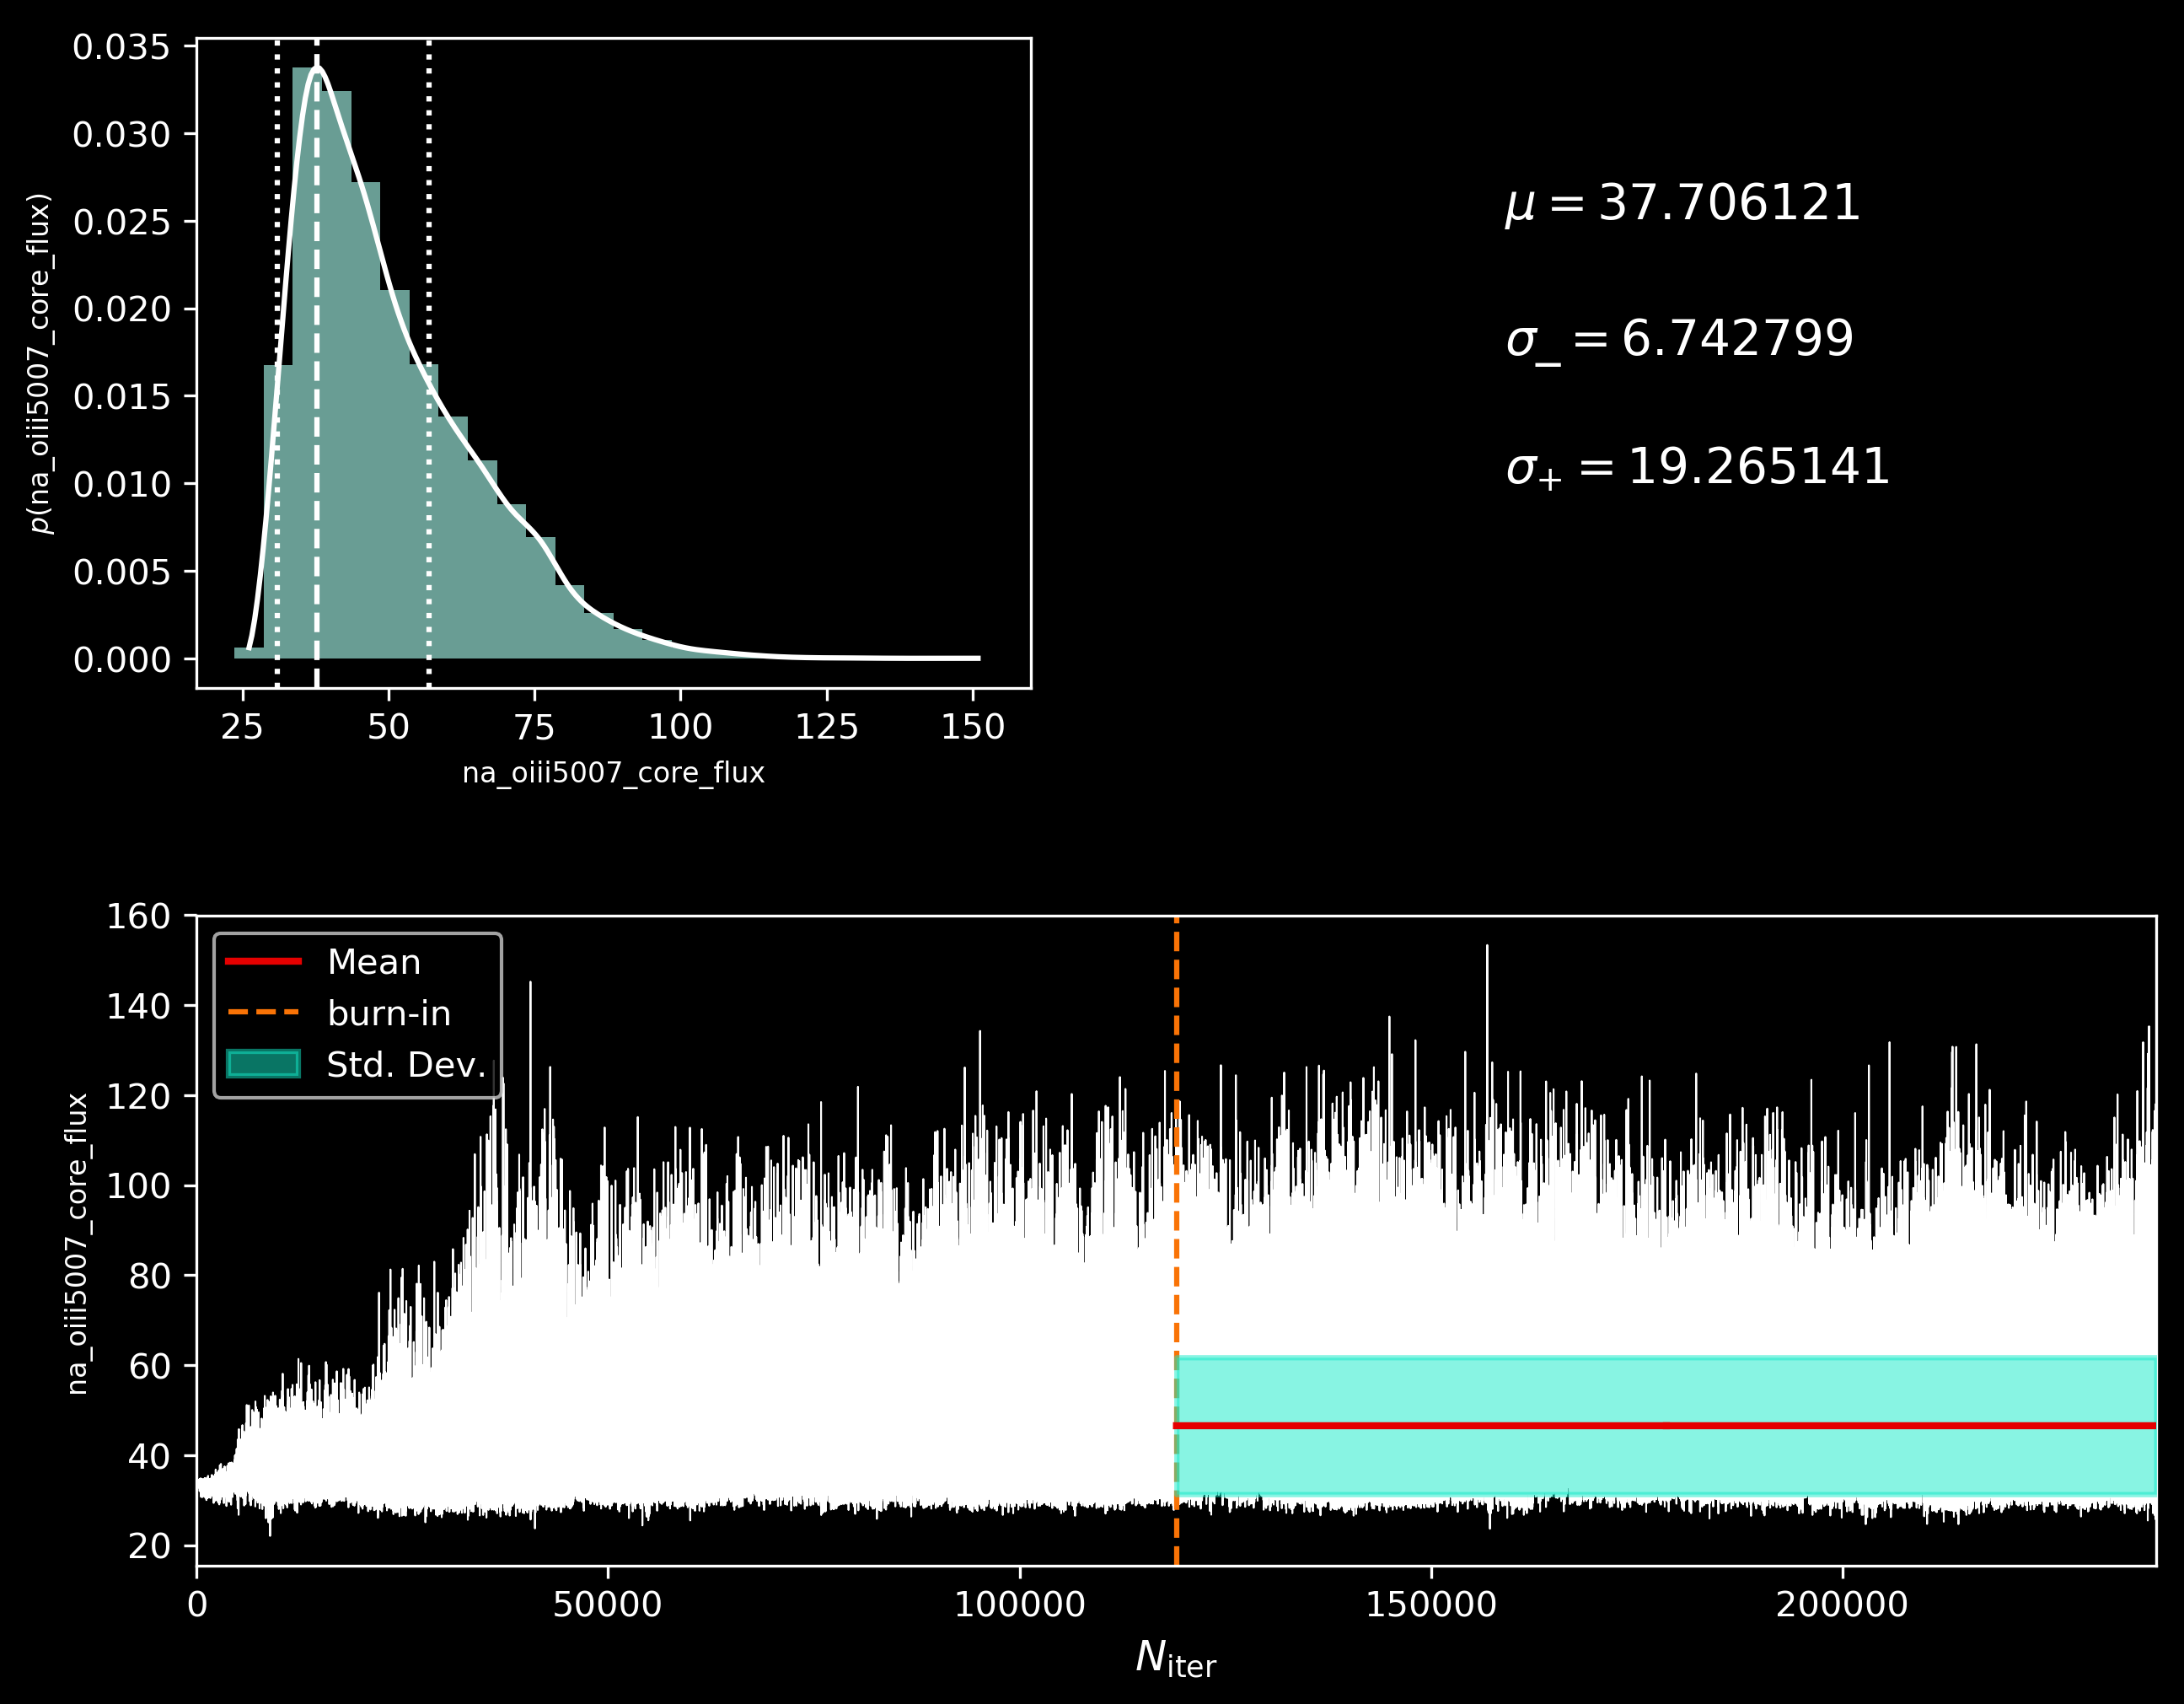 0.035
0.030
0.025
0.020
0.015
0.010
0.005
0.000
p(na_oiii5007_core_flux)
25 50 75 100 125 150
na_oiii5007_core_flux
μ = 37.706121
σ_ = 6.742799
σ+ = 19.265141
160
140
120
100
80
60
40
20
na_oiii5007_core_flux
Mean
burn-in
Std. Dev.
0 50000 100000 150000 200000
Niter